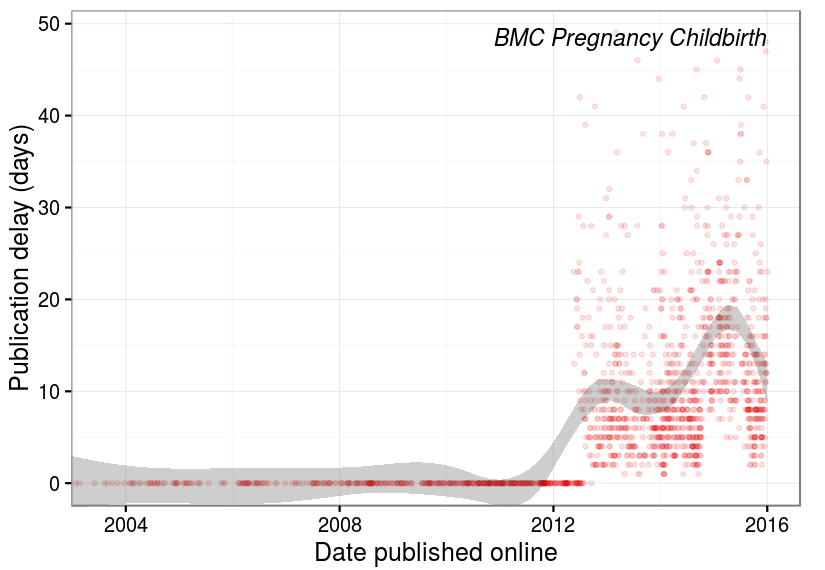 BMC Pregnancy Childbirth
Publication delay (days)
50
40
30
20
10
0
2004 2008 2012 2016
Date published online